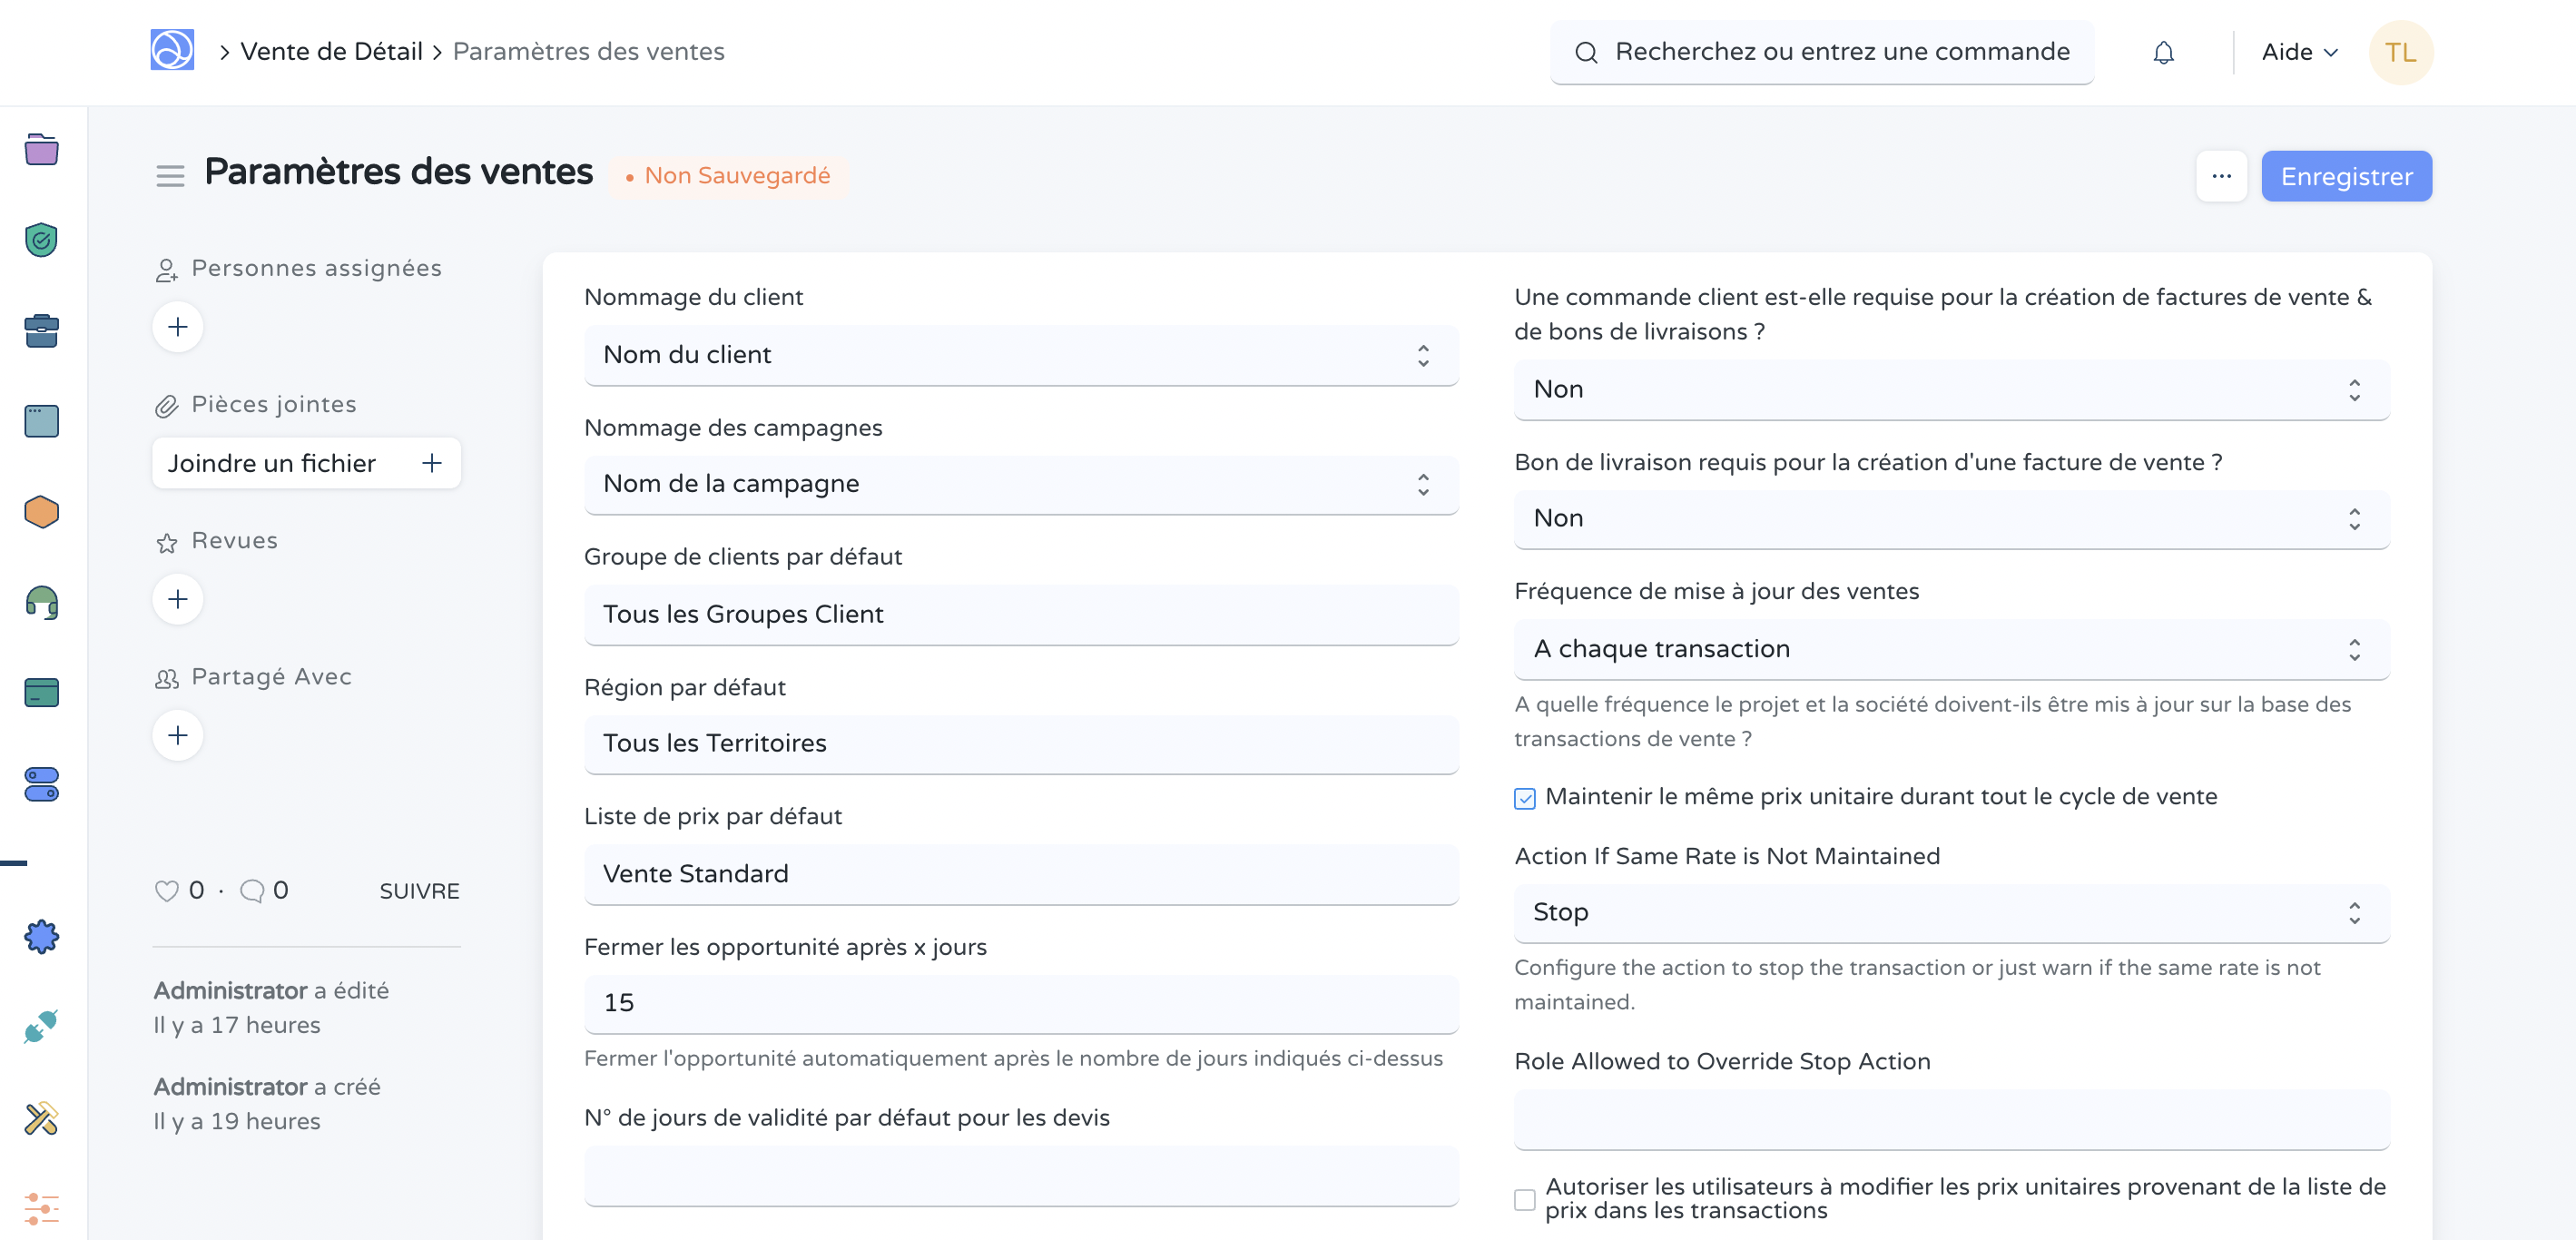 Vente de Détail
Paramètres des ventes
Recherchez ou entrez une commande
Aide
TL
Paramètres des ventes
Non Sauvegardé
...
Enregistrer
Personnes assignées
Pièces jointes
Joindre un fichier
Revues
Partagé Avec
0 · 0
SUIVRE
Administrator a édité
Il y a 17 heures
Administrator a créé
Il y a 19 heures
Nommage du client
Nom du client
Nommage des campagnes
Nom de la campagne
Groupe de clients par défaut
Tous les Groupes Client
Région par défaut
Tous les Territoires
Liste de prix par défaut
Vente Standard
Fermer les opportunité après x jours
15
Fermer l'opportunité automatiquement après le nombre de jours indiqués ci-dessus
N° de jours de validité par défaut pour les devis
Une commande client est-elle requise pour la création de factures de vente &
de bons de livraisons ?
Non
Bon de livraison requis pour la création d'une facture de vente ?
Non
Fréquence de mise à jour des ventes
A chaque transaction
A quelle fréquence le projet et la société doivent-ils être mis à jour sur la base des
transactions de vente ?
Maintenir le même prix unitaire durant tout le cycle de vente
Action If Same Rate is Not Maintained
Stop
Configure the action to stop the transaction or just warn if the same rate is not
maintained.
Role Allowed to Override Stop Action
Autoriser les utilisateurs à modifier les prix unitaires provenant de la liste de
prix dans les transactions